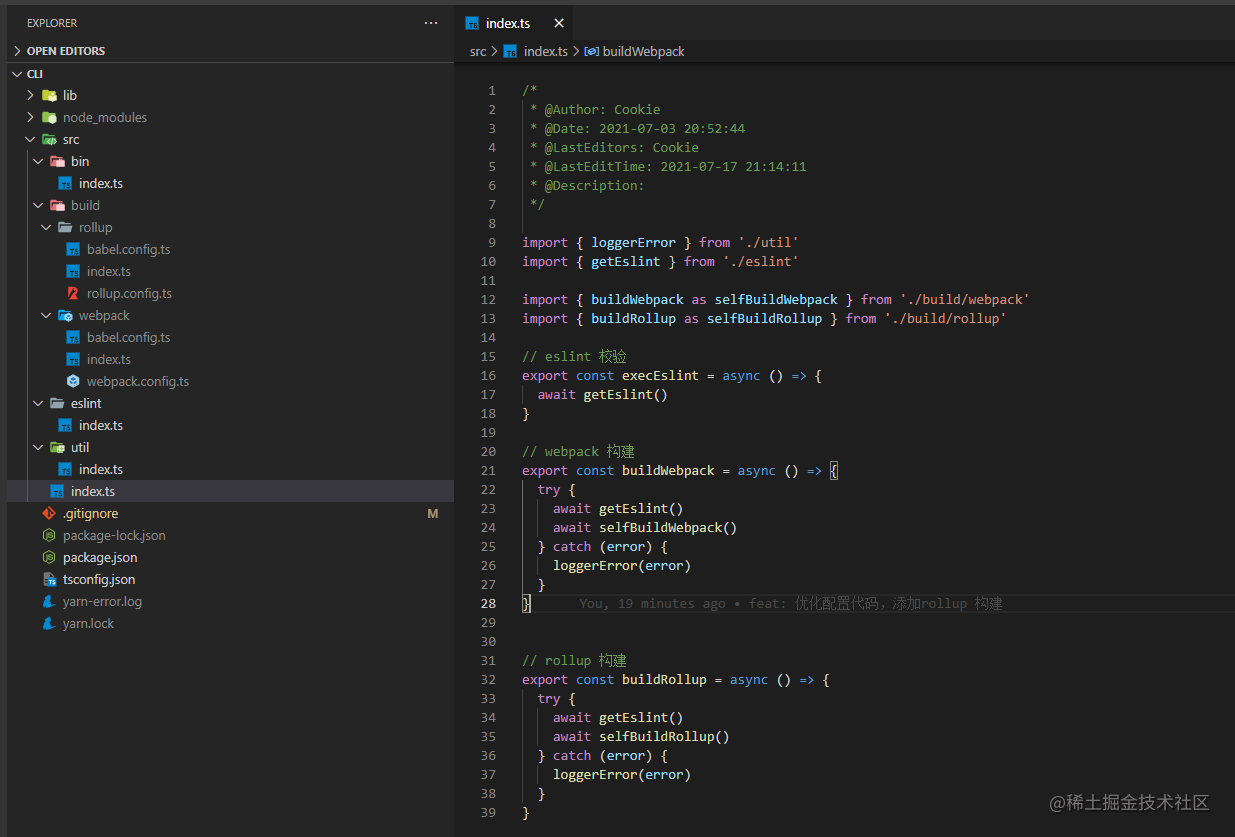 EXPLORER
OPEN EDITORS
CLI
lib
node_modules
src
bin
index.ts
build
rollup
babel.config.ts
index.ts
rollup.config.ts
webpack
babel.config.ts
index.ts
webpack.config.ts
eslint
index.ts
util
index.ts
index.ts
.gitignore M
package-lock.json
package.json
tsconfig.json
yarn-error.log
yarn.lock
index.ts
src > index.ts > buildWebpack
1 /*
2 * @Author: Cookie
3 * @Date: 2021-07-03 20:52:44
4 * @LastEditors: Cookie
5 * @LastEditTime: 2021-07-17 21:14:11
6 * @Description:
7 */
8
9 import { loggerError } from './util'
10 import { getEslint } from './eslint'
11
12 import { buildWebpack as selfBuildWebpack } from './build/webpack'
13 import { buildRollup as selfBuildRollup } from './build/rollup'
14
15 // eslint 校验
16 export const execEslint = async () => {
17 await getEslint()
18 }
19
20 // webpack 构建
21 export const buildWebpack = async () => {
22 try {
23 await getEslint()
24 await selfBuildWebpack()
25 } catch (error) {
26 loggerError(error)
27 }
28 } You, 19 minutes ago • feat: 优化配置代码，添加rollup 构建
29
30
31 // rollup 构建
32 export const buildRollup = async () => {
33 try {
34 await getEslint()
35 await selfBuildRollup()
36 } catch (error) {
37 loggerError(error)
38 }
39 }
@稀土掘金技术社区